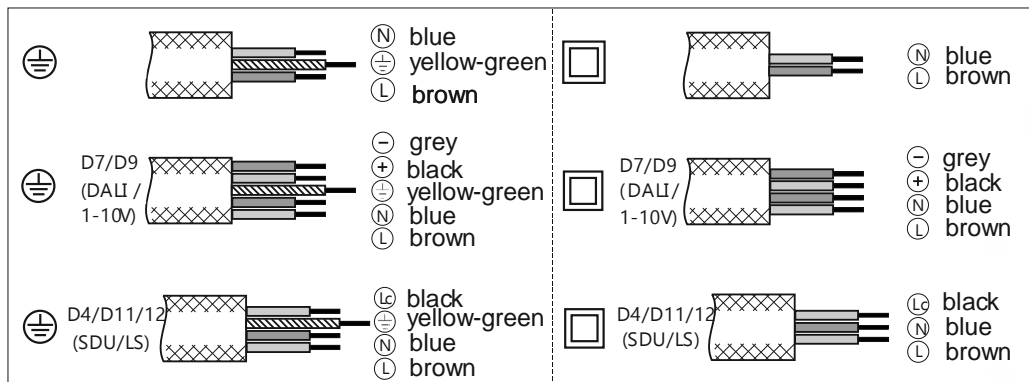 N blue
yellow-green
L brown
N blue
L brown
D7/D9
(DALI /
1-10V)
− grey
+ black
yellow-green
N blue
L brown
D7/D9
(DALI /
1-10V)
− grey
+ black
N blue
L brown
D4/D11/12
(SDU/LS)
Lc black
yellow-green
N blue
L brown
D4/D11/12
(SDU/LS)
Lc black
N blue
L brown